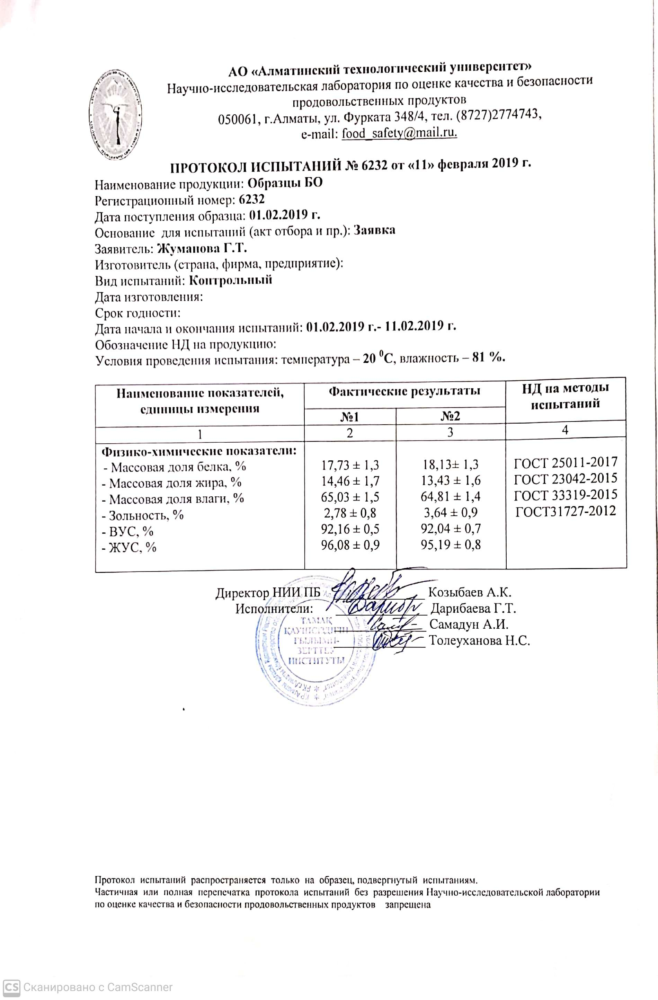 АО «Алматинский технологический университет»
Научно-исследовательская лаборатория по оценке качества и безопасности
продовольственных продуктов
050061, г.Алматы, ул. Фурката 348/4, тел. (8727)2774743,
e-mail: food_safety@mail.ru.
ПРОТОКОЛ ИСПЫТАНИЙ № 6232 от «11» февраля 2019 г.
Наименование продукции: Образцы БО
Регистрационный номер: 6232
Дата поступления образца: 01.02.2019 г.
Основание для испытаний (акт отбора и пр.): Заявка
Заявитель: Жуманова Г.Т.
Изготовитель (страна, фирма, предприятие):
Вид испытаний: Контрольный
Дата изготовления:
Срок годности:
Дата начала и окончания испытаний: 01.02.2019 г.- 11.02.2019 г.
Обозначение НД на продукцию:
Условия проведения испытания: температура – 20 ⁰С, влажность – 81 %.
Наименование показателей, единицы измерения Фактические результаты НД на методы испытаний
№1 №2
1 2 3 4
Физико-химические показатели:
- Массовая доля белка, % 17,73 ± 1,3 18,13± 1,3 ГОСТ 25011-2017
- Массовая доля жира, % 14,46 ± 1,7 13,43 ± 1,6 ГОСТ 23042-2015
- Массовая доля влаги, % 65,03 ± 1,5 64,81 ± 1,4 ГОСТ 33319-2015
- Зольность, % 2,78 ± 0,8 3,64 ± 0,9 ГОСТ31727-2012
- ВУС, % 92,16 ± 0,5 92,04 ± 0,7
- ЖУС, % 96,08 ± 0,9 95,19 ± 0,8
Директор НИИ ПБ Козыбаев А.К.
Исполнители: Дарибаева Г.Т.
Самадун А.И.
Толеуханова Н.С.
ТАМАҚ
ҚАУІПСІЗДІГІ
ҒЫЛЫМИ-
ЗЕРТТЕУ
ИНСТИТУТЫ
Протокол испытаний распространяется только на образец, подвергнутый испытаниям.
Частичная или полная перепечатка протокола испытаний без разрешения Научно-исследовательской лаборатории
по оценке качества и безопасности продовольственных продуктов запрещена
CS Сканировано с CamScanner